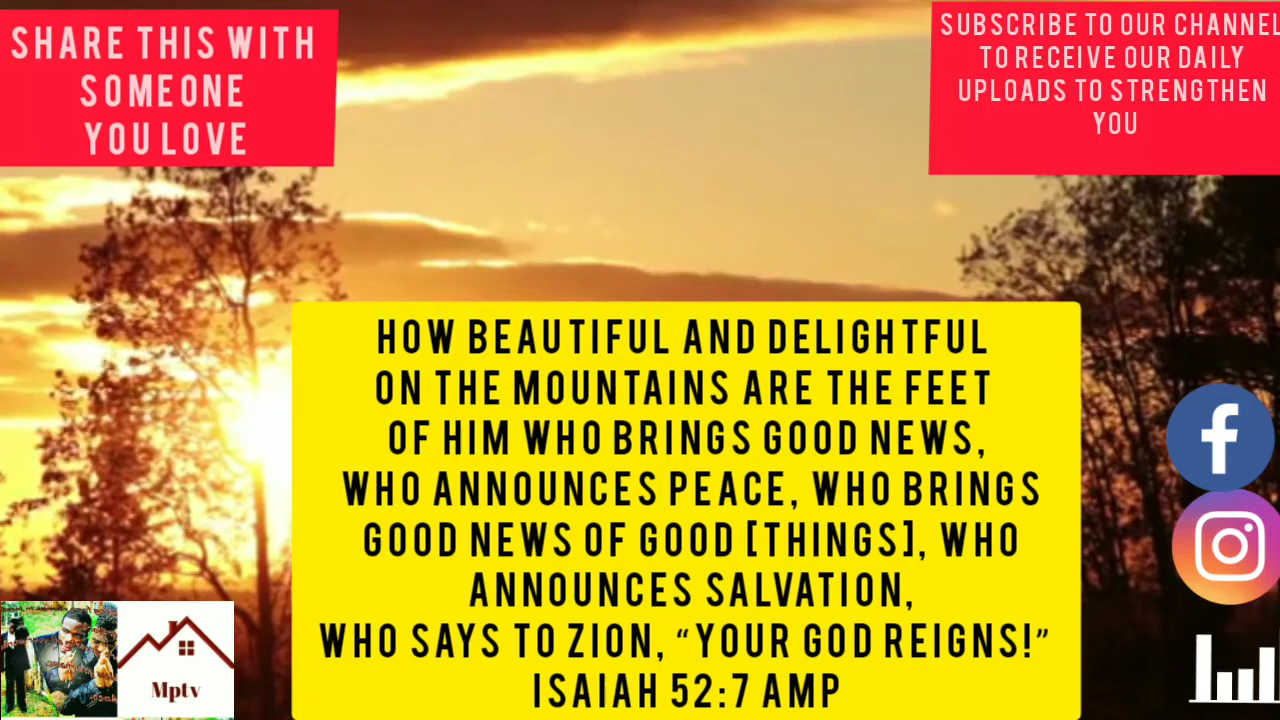 SHARE THIS WITH
SOMEONE
YOU LOVE
SUBSCRIBE TO OUR CHANNEL
TO RECEIVE OUR DAILY
UPLOADS TO STRENGTHEN
YOU
HOW BEAUTIFUL AND DELIGHTFUL
ON THE MOUNTAINS ARE THE FEET
OF HIM WHO BRINGS GOOD NEWS,
WHO ANNOUNCES PEACE, WHO BRINGS
GOOD NEWS OF GOOD [THINGS], WHO
ANNOUNCES SALVATION,
WHO SAYS TO ZION, “YOUR GOD REIGNS!”
ISAIAH 52:7 AMP
Mptv